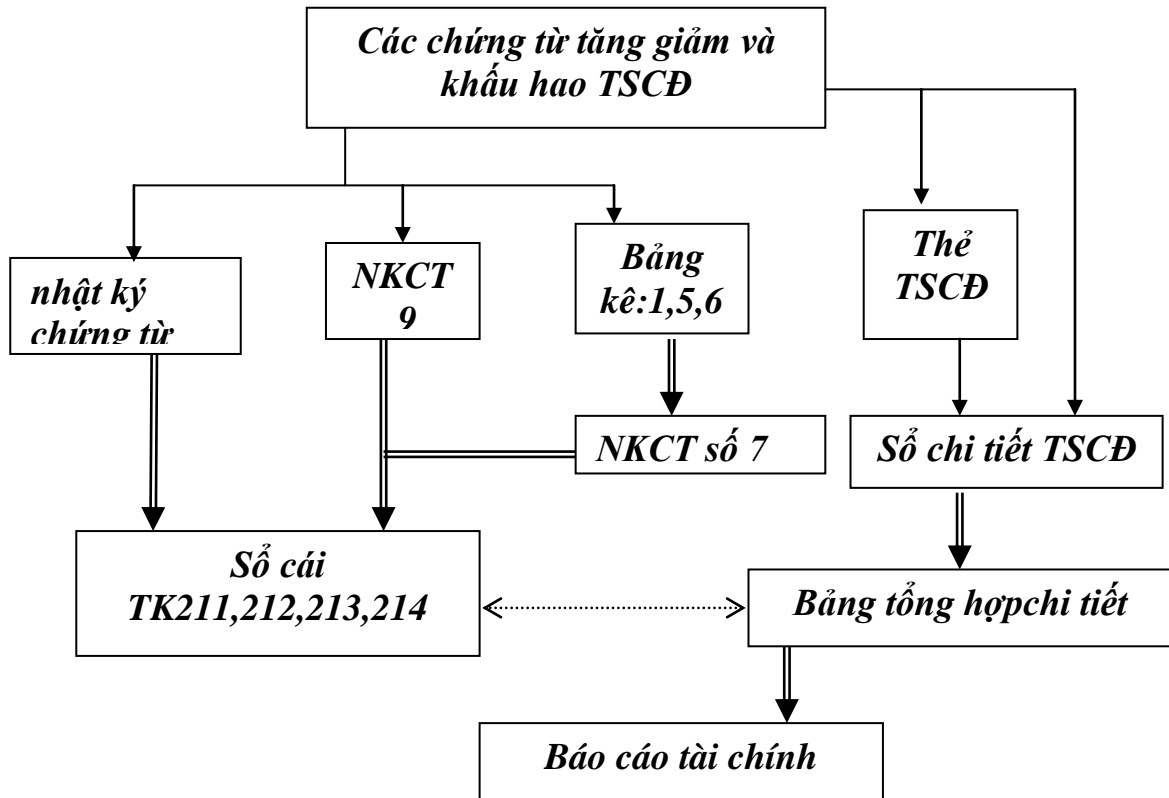 Các chứng từ tăng giảm và
khấu hao TSCĐ
nhật ký
chứng từ
NKCT
9
Bảng
kê:1,5,6
Thẻ
TSCĐ
NKCT số 7
Sổ chi tiết TSCĐ
Sổ cái
TK211,212,213,214
Bảng tổng hợpchi tiết
Báo cáo tài chính